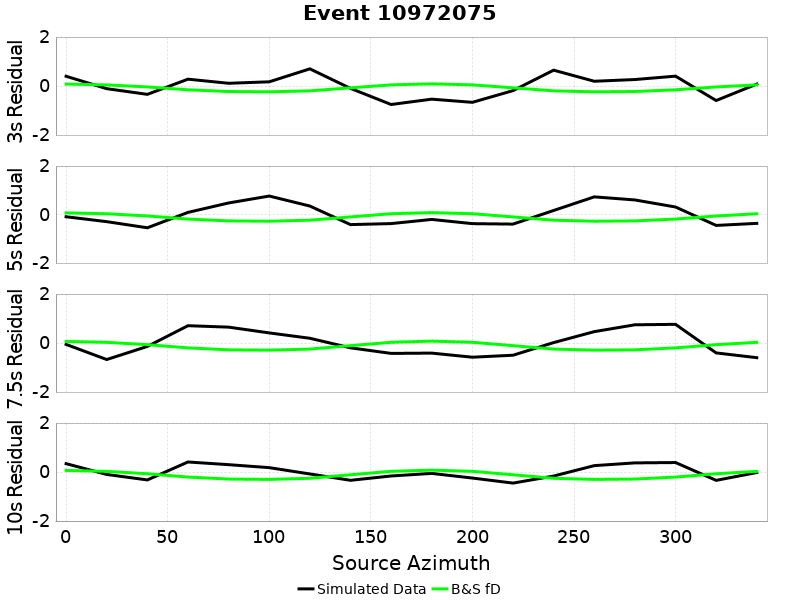 Event 10972075
3s Residual
2
0
-2
5s Residual
2
0
-2
7.5s Residual
2
0
-2
10s Residual
2
0
-2
0 50 100 150 200 250 300
Source Azimuth
Simulated Data B&S fD